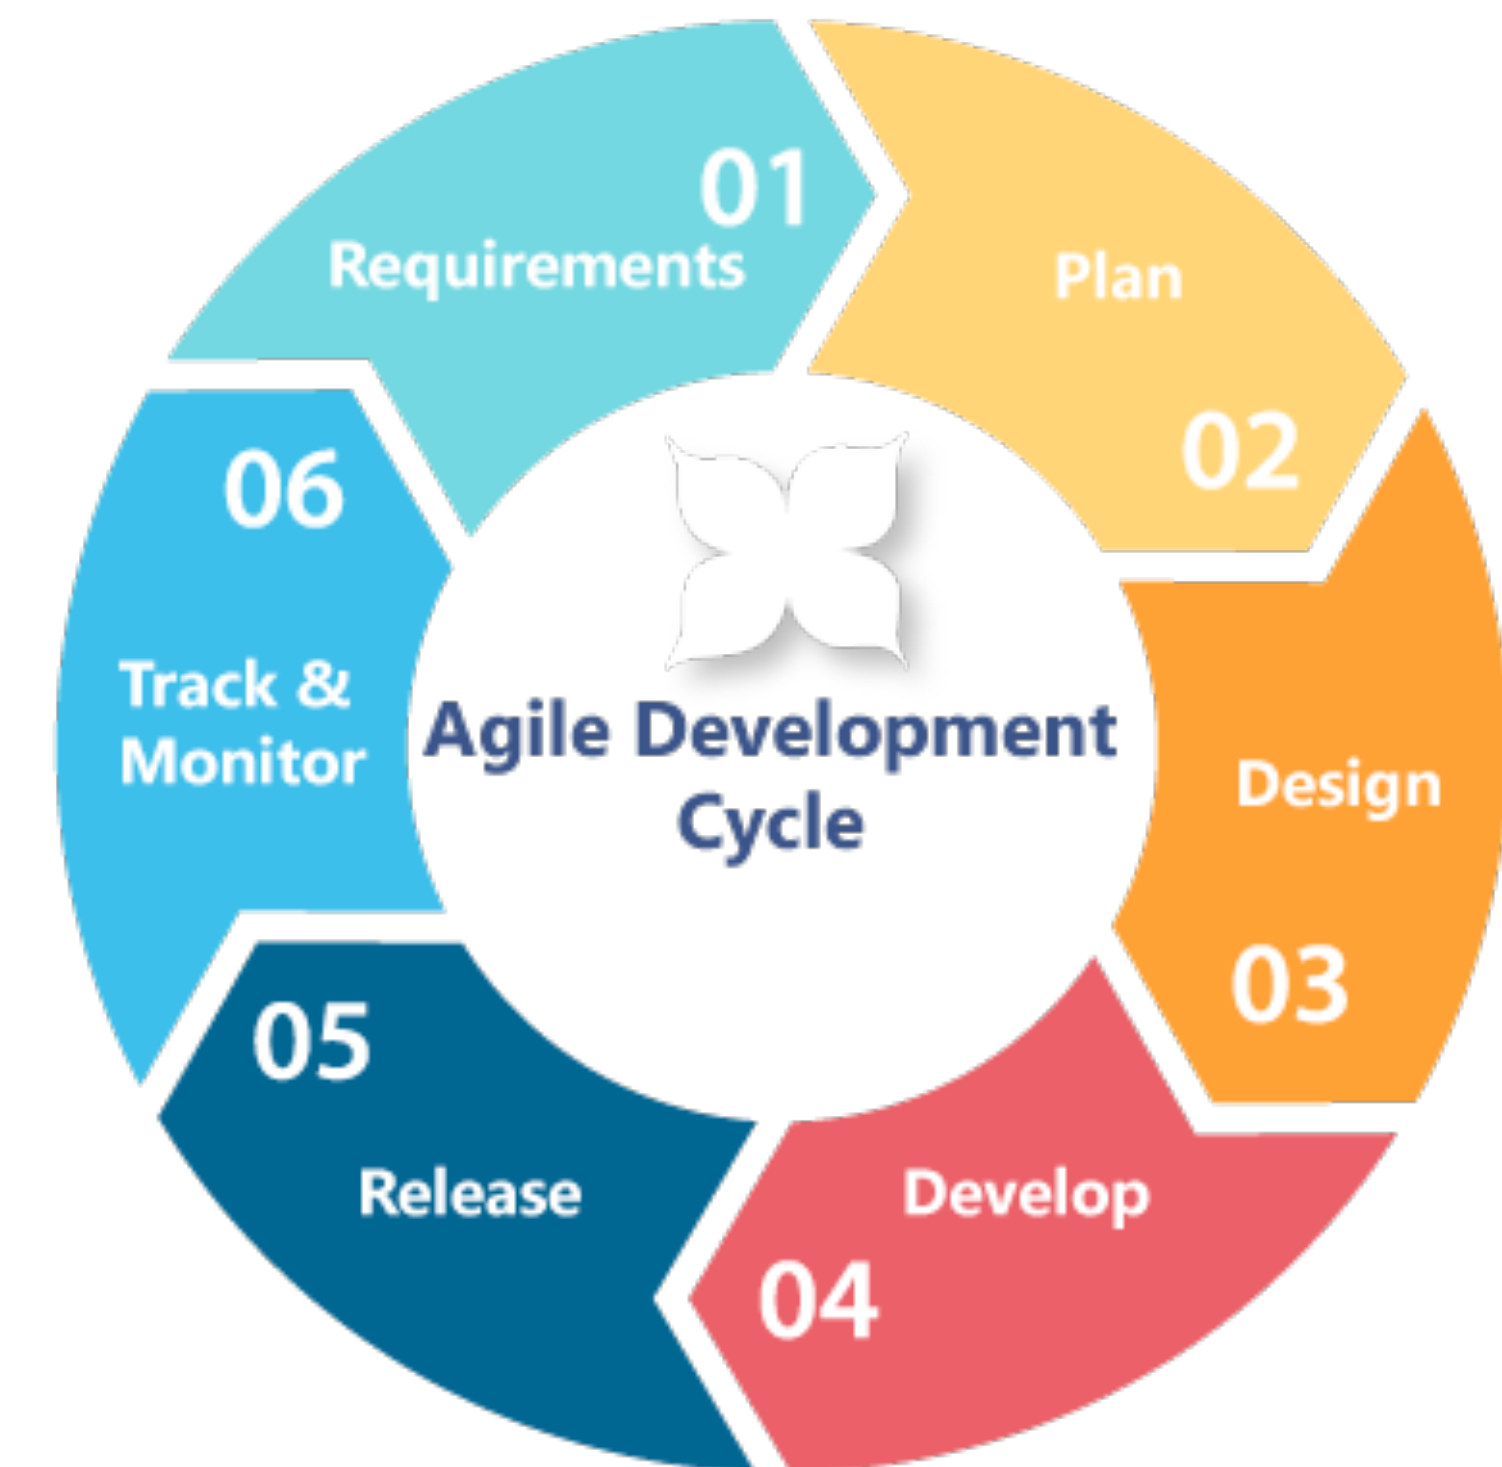 01
Requirements
Plan
02
Design
03
Develop
04
05
Release
06
Track &
Monitor
Agile Development
Cycle